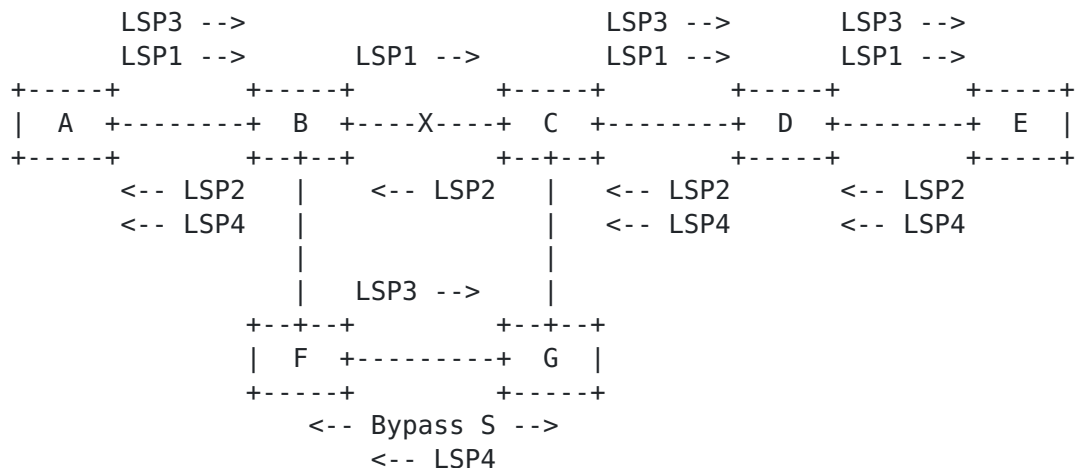 LSP3 --> LSP3 --> LSP3 -->
LSP1 --> LSP1 --> LSP1 --> LSP1 -->
A B X C D E
<-- LSP2 <-- LSP2 <-- LSP2 <-- LSP2
<-- LSP4 <-- LSP4 <-- LSP4
LSP3 -->
F G
<-- Bypass S -->
<-- LSP4